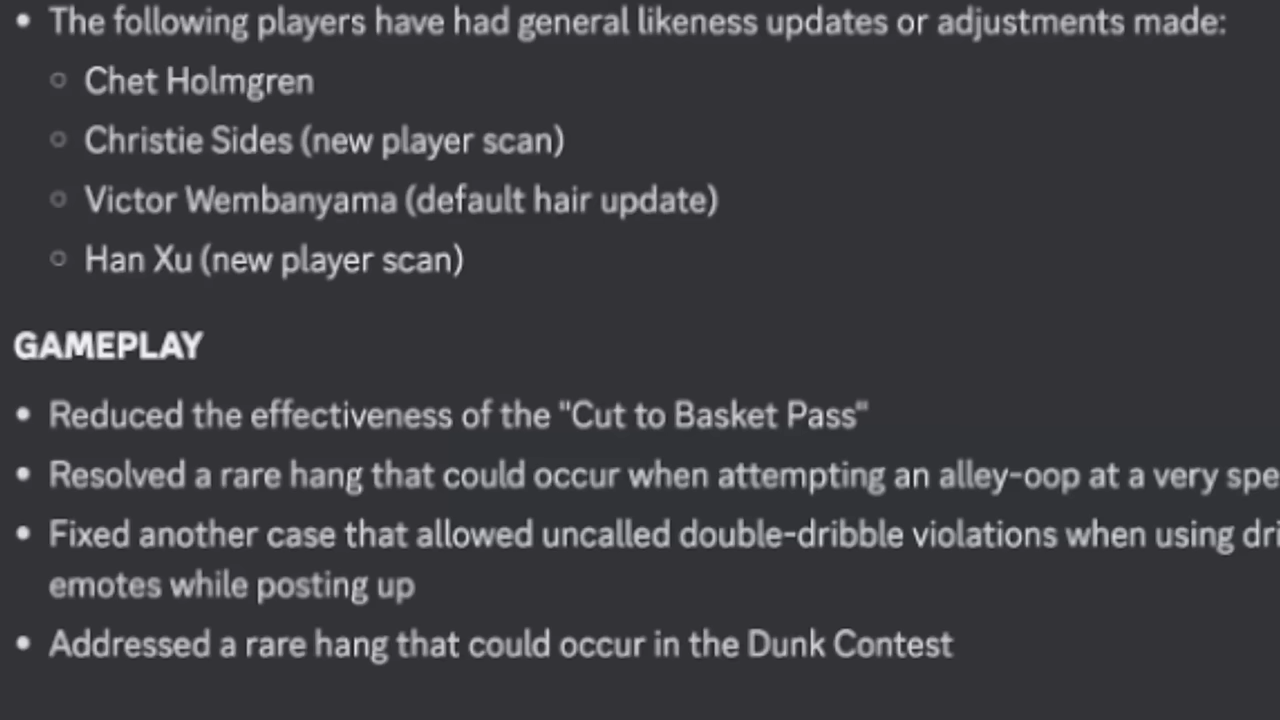 • The following players have had general likeness updates or adjustments made:
○ Chet Holmgren
○ Christie Sides (new player scan)
○ Victor Wembanyama (default hair update)
○ Han Xu (new player scan)
GAMEPLAY
• Reduced the effectiveness of the "Cut to Basket Pass"
• Resolved a rare hang that could occur when attempting an alley-oop at a very spe
• Fixed another case that allowed uncalled double-dribble violations when using dri
emotes while posting up
• Addressed a rare hang that could occur in the Dunk Contest